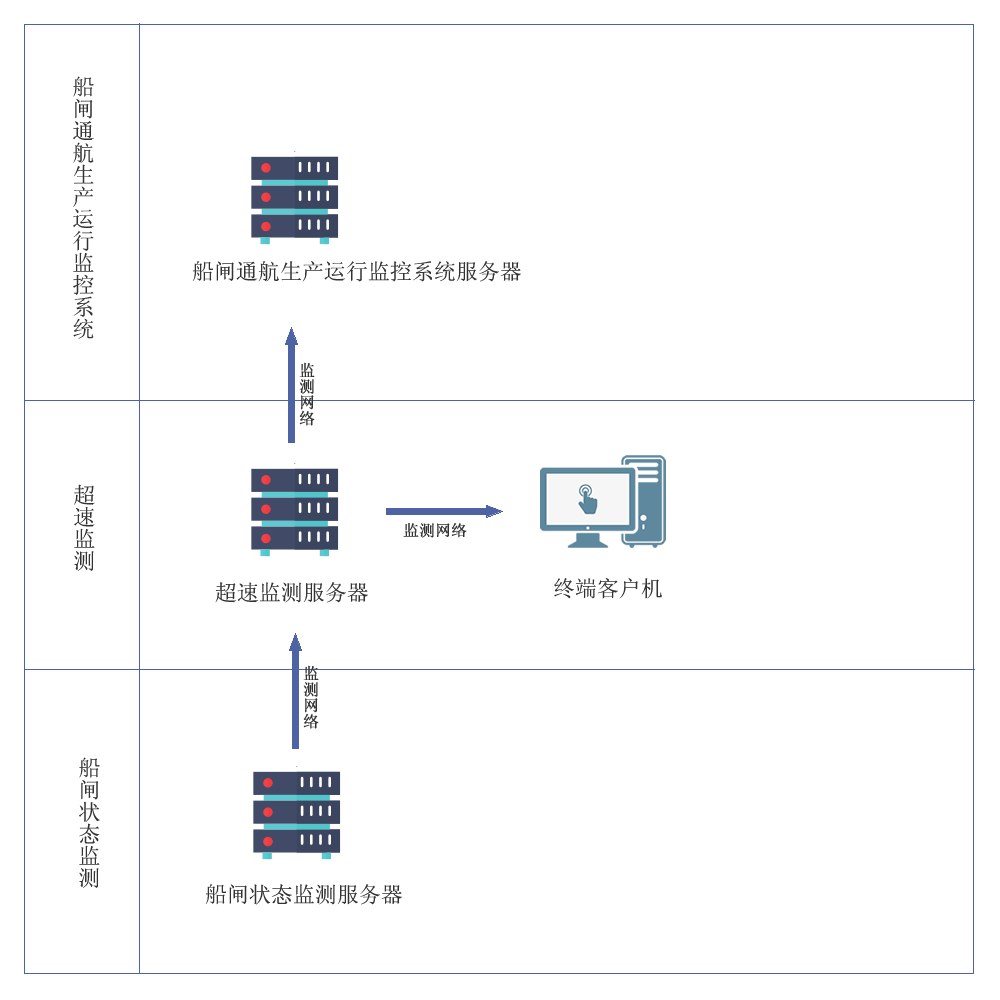 船闸通航生产运行监控系统
船闸通航生产运行监控系统服务器
监测网络
超速监测
监测网络
超速监测服务器
终端客户机
监测网络
船闸状态监测
船闸状态监测服务器